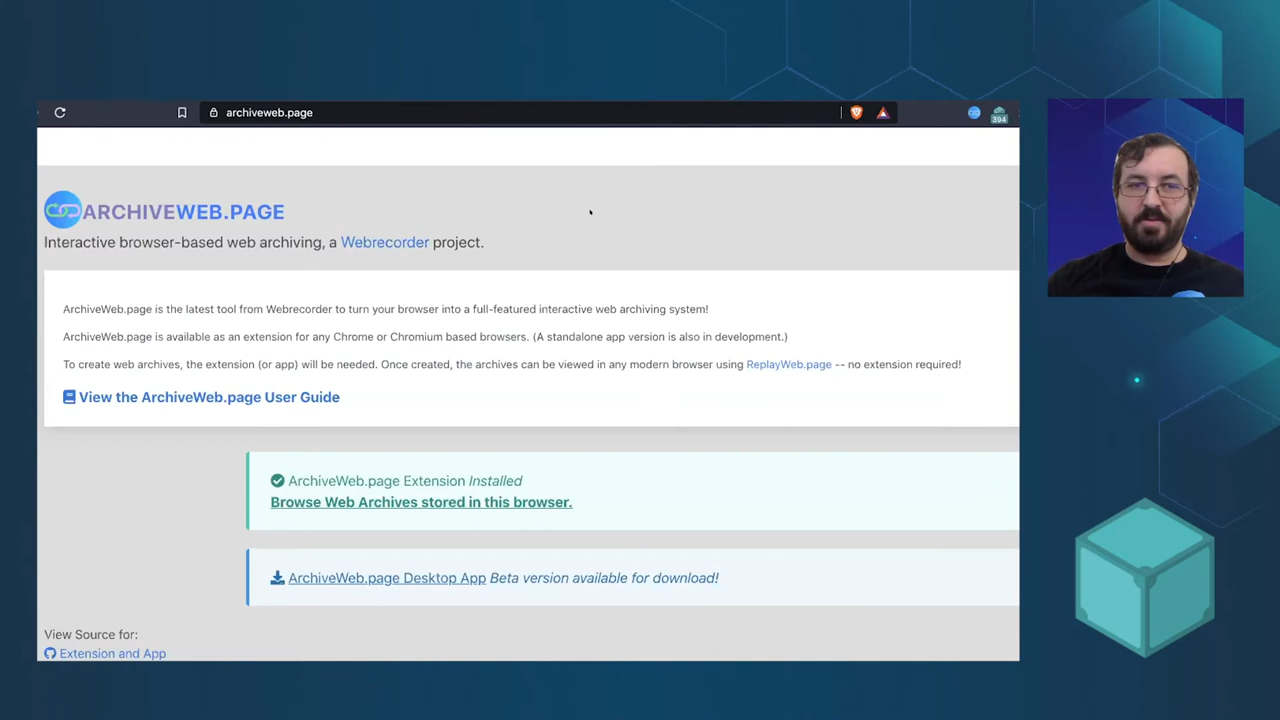 archiveweb.page
394
ARCHIVEWEB.PAGE
Interactive browser-based web archiving, a Webrecorder project.
ArchiveWeb.page is the latest tool from Webrecorder to turn your browser into a full-featured interactive web archiving system!
ArchiveWeb.page is available as an extension for any Chrome or Chromium based browsers. (A standalone app version is also in development.)
To create web archives, the extension (or app) will be needed. Once created, the archives can be viewed in any modern browser using ReplayWeb.page -- no extension required!
View the ArchiveWeb.page User Guide
ArchiveWeb.page Extension Installed
Browse Web Archives stored in this browser.
ArchiveWeb.page Desktop App Beta version available for download!
View Source for:
Extension and App